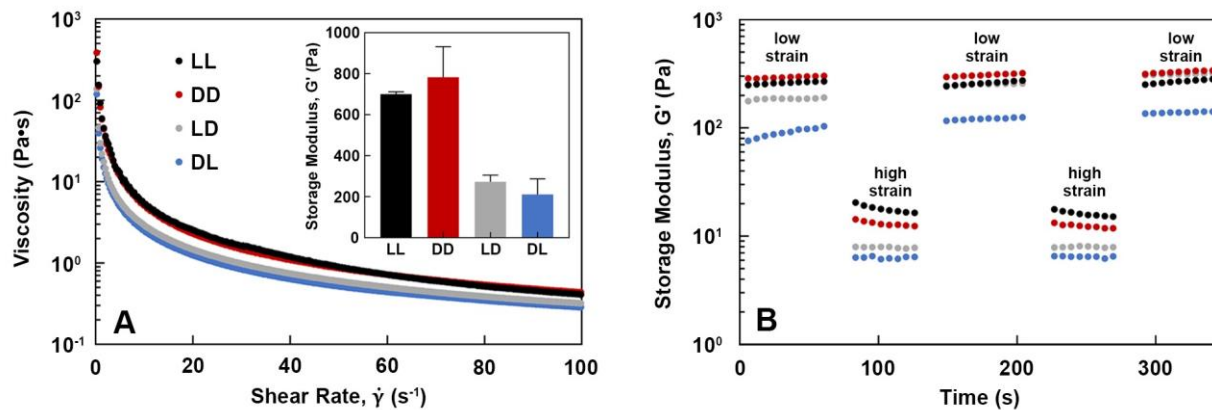 10³
10²
10¹
10⁰
10⁻¹
Viscosity (Pa•s)
0
20
40
60
80
100
Shear Rate, γ̇ (s⁻¹)
A
LL
DD
LD
DL
1000
800
600
400
200
0
Storage Modulus, G' (Pa)
LL DD LD DL
10³
10²
10¹
10⁰
Storage Modulus, G' (Pa)
low
strain
low
strain
low
strain
high
strain
high
strain
B
0
100
200
300
Time (s)